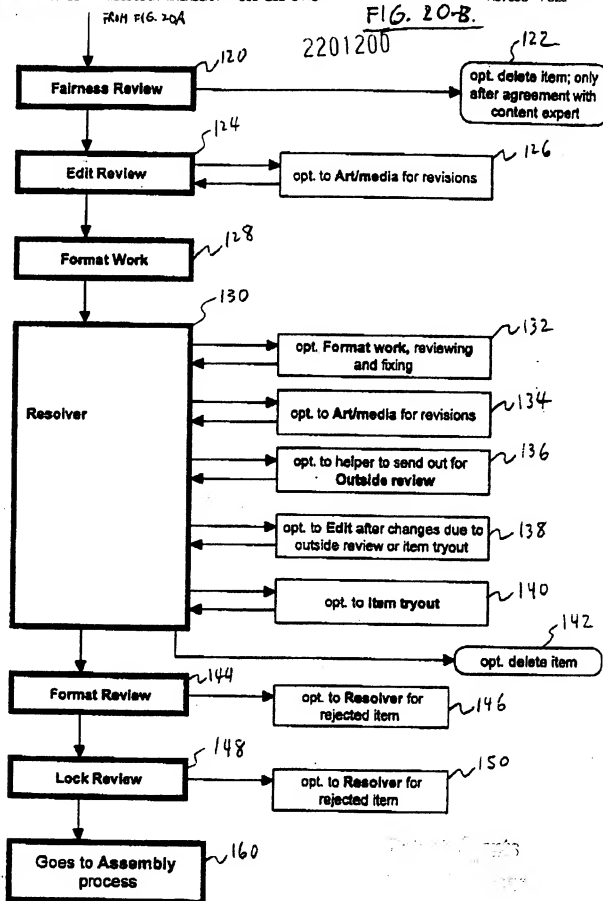 FROM FIG. 20A
FIG. 20-B.
2201200
120
Fairness Review
122
opt. delete item; only
after agreement with
content expert
124
Edit Review
126
opt. to Art/media for revisions
128
Format Work
130
Resolver
132
opt. Format work, reviewing
and fixing
134
opt. to Art/media for revisions
136
opt. to helper to send out for
Outside review
138
opt. to Edit after changes due to
outside review or item tryout
140
opt. to Item tryout
142
opt. delete item
144
Format Review
146
opt. to Resolver for
rejected item
148
Lock Review
150
opt. to Resolver for
rejected item
160
Goes to Assembly
process